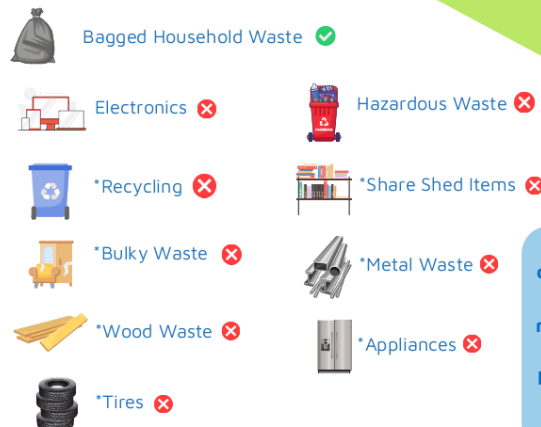 Bagged Household Waste
Electronics
Hazardous Waste
*Recycling
*Share Shed Items
*Bulky Waste
*Metal Waste
*Wood Waste
*Appliances
*Tires